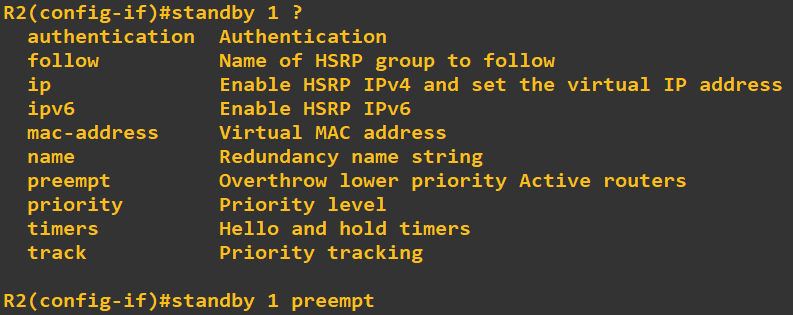 R2(config-if)#standby 1 ?
authentication  Authentication
follow          Name of HSRP group to follow
ip              Enable HSRP IPv4 and set the virtual IP address
ipv6            Enable HSRP IPv6
mac-address     Virtual MAC address
name            Redundancy name string
preempt         Overthrow lower priority Active routers
priority        Priority level
timers          Hello and hold timers
track           Priority tracking
R2(config-if)#standby 1 preempt